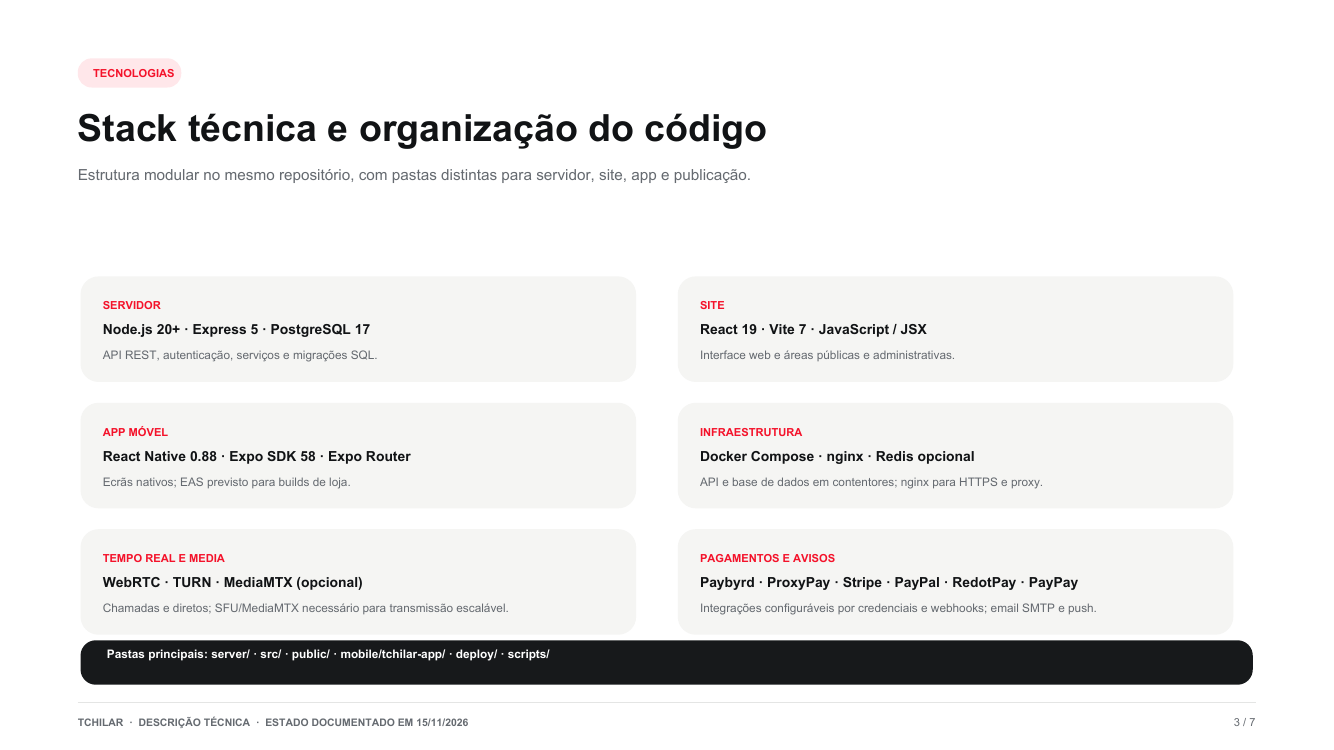 TECNOLOGIAS
Stack técnica e organização do código
Estrutura modular no mesmo repositório, com pastas distintas para servidor, site, app e publicação.
SERVIDOR
Node.js 20+ · Express 5 · PostgreSQL 17
API REST, autenticação, serviços e migrações SQL.
SITE
React 19 · Vite 7 · JavaScript / JSX
Interface web e áreas públicas e administrativas.
APP MÓVEL
React Native 0.88 · Expo SDK 58 · Expo Router
Ecrãs nativos; EAS previsto para builds de loja.
INFRAESTRUTURA
Docker Compose · nginx · Redis opcional
API e base de dados em contentores; nginx para HTTPS e proxy.
TEMPO REAL E MEDIA
WebRTC · TURN · MediaMTX (opcional)
Chamadas e diretos; SFU/MediaMTX necessário para transmissão escalável.
PAGAMENTOS E AVISOS
Paybyrd · ProxyPay · Stripe · PayPal · RedotPay · PayPay
Integrações configuráveis por credenciais e webhooks; email SMTP e push.
Pastas principais: server/ · src/ · public/ · mobile/tchilar-app/ · deploy/ · scripts/
TCHILAR · DESCRIÇÃO TÉCNICA · ESTADO DOCUMENTADO EM 15/11/2026
3 / 7